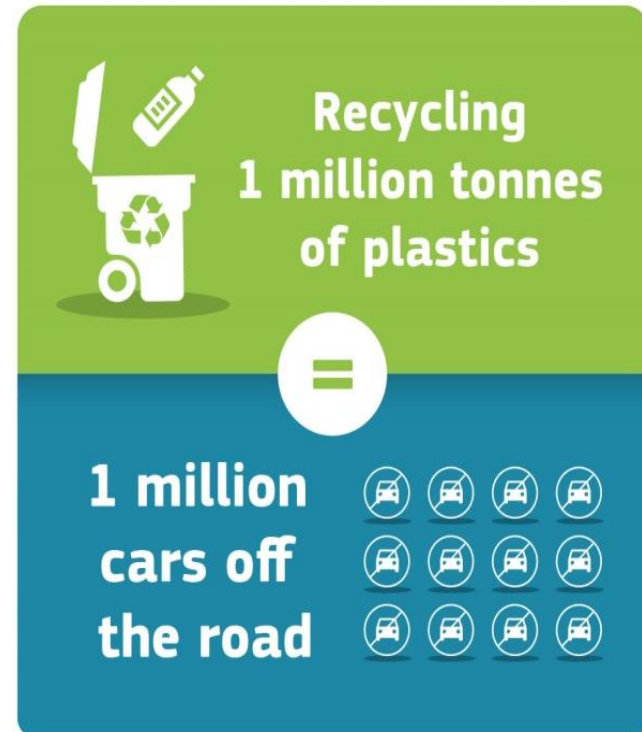 Recycling
1 million tonnes
of plastics
=
1 million
cars off
the road